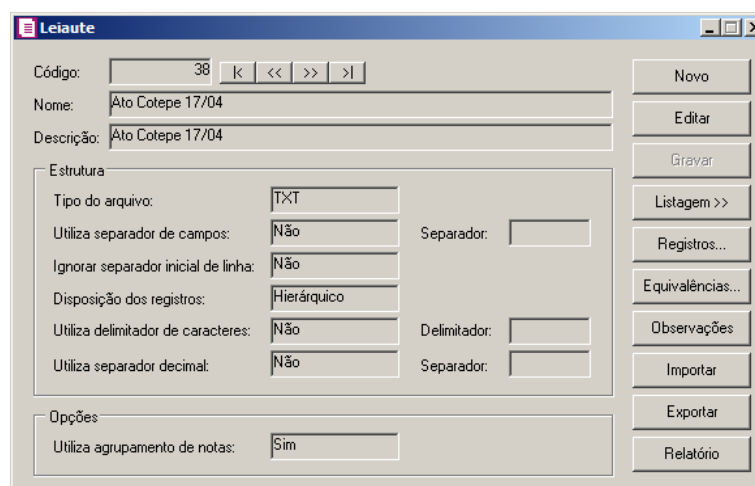 Leiaute
Código: 38 |< << >> >|
Nome: Ato Cotepe 17/04
Descrição: Ato Cotepe 17/04
Estrutura
Tipo do arquivo: TXT
Utiliza separador de campos: Não Separador:
Ignorar separador inicial de linha: Não
Disposição dos registros: Hierárquico
Utiliza delimitador de caracteres: Não Delimitador:
Utiliza separador decimal: Não Separador:
Opções
Utiliza agrupamento de notas: Sim
Novo
Editar
Gravar
Listagem >>
Registros...
Equivalências...
Observações
Importar
Exportar
Relatório